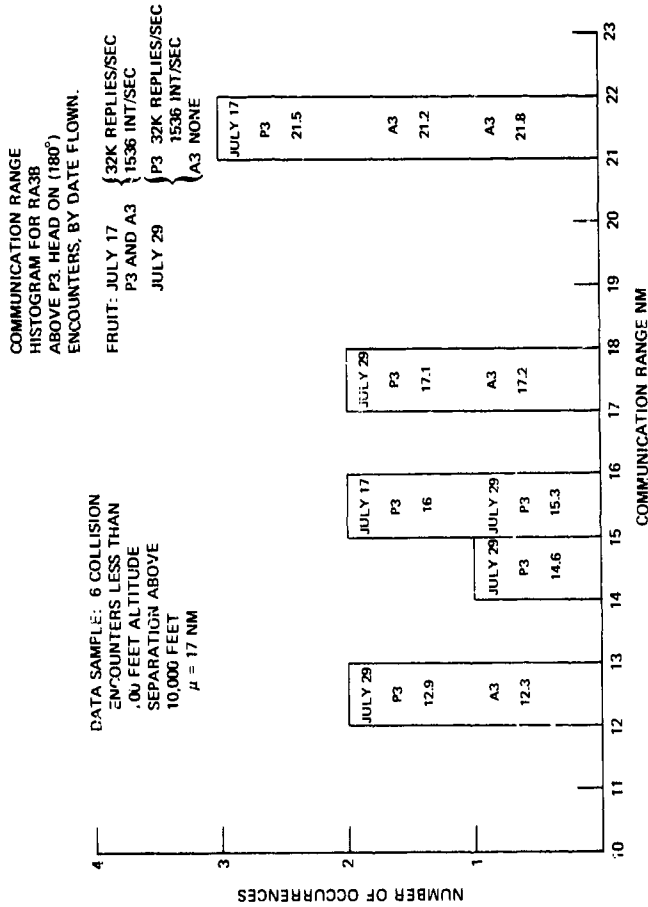 COMMUNICATION RANGE
HISTOGRAM FOR RA3B
ABOVE P3. HEAD ON (180°)
ENCOUNTERS, BY DATE FLOWN.
FRUIT: JULY 17 { 32K REPLIES/SEC
P3 AND A3 { 1536 INT/SEC
JULY 29 { P3 32K REPLIES/SEC
1536 INT/SEC
A3 NONE
DATA SAMPLE: 6 COLLISION
ENCOUNTERS LESS THAN
00 FEET ALTITUDE
SEPARATION ABOVE
10,000 FEET
μ = 17 NM
NUMBER OF OCCURRENCES
4
3
2
1
JULY 29
P3
12.9
A3
12.3
JULY 29
P3
14.6
JULY 17
P3
16
JULY 29
P3
15.3
JULY 29
P3
17.1
A3
17.2
JULY 17
P3
21.5
A3
21.2
A3
21.8
10 11 12 13 14 15 16 17 18 19 20 21 22 23
COMMUNICATION RANGE NM